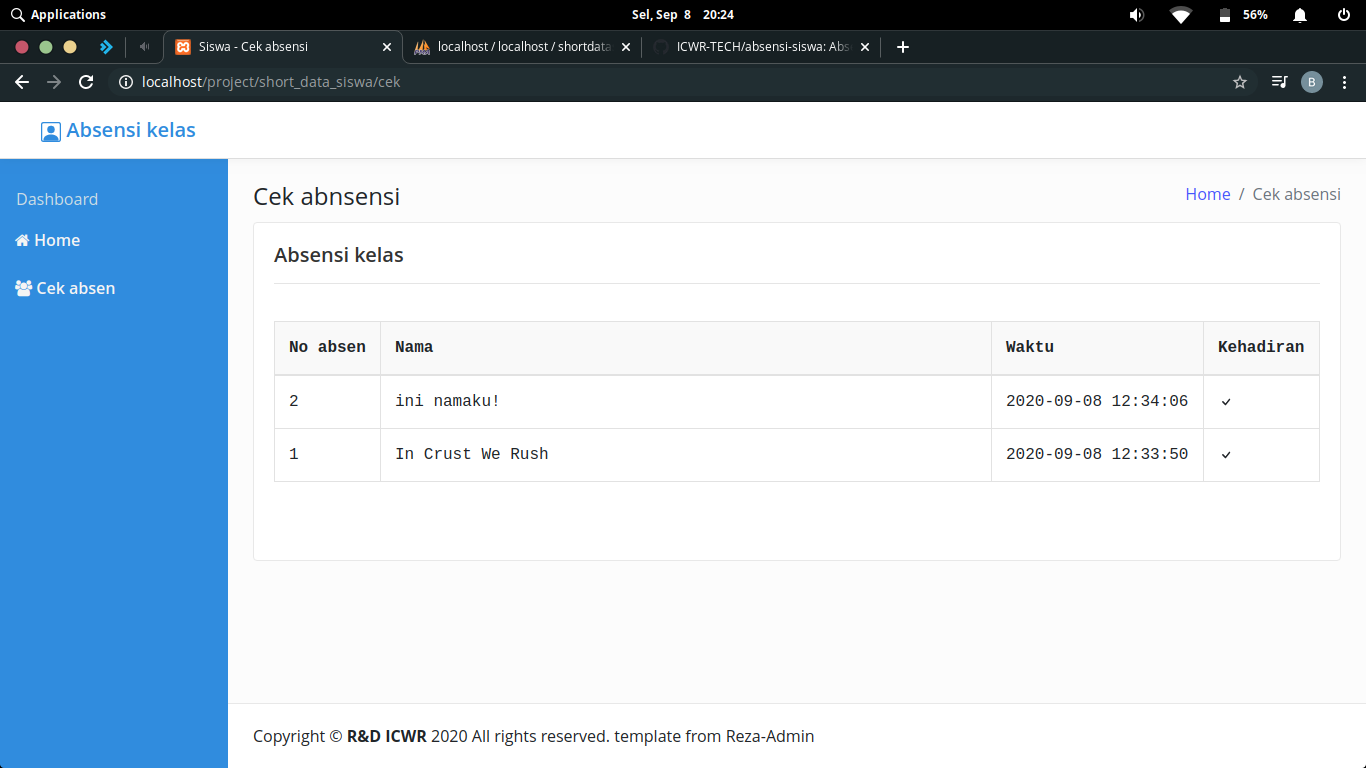 Applications
Sel, Sep 8 20:24
56%
Siswa - Cek absensi
localhost / localhost / shortdata
ICWR-TECH/absensi-siswa: Abs
localhost/project/short_data_siswa/cek
B
Absensi kelas
Dashboard
Home
Cek absen
Cek abnsensi
Home / Cek absensi
Absensi kelas
No absen Nama Waktu Kehadiran
2 ini namaku! 2020-09-08 12:34:06 ✓
1 In Crust We Rush 2020-09-08 12:33:50 ✓
Copyright © R&D ICWR 2020 All rights reserved. template from Reza-Admin